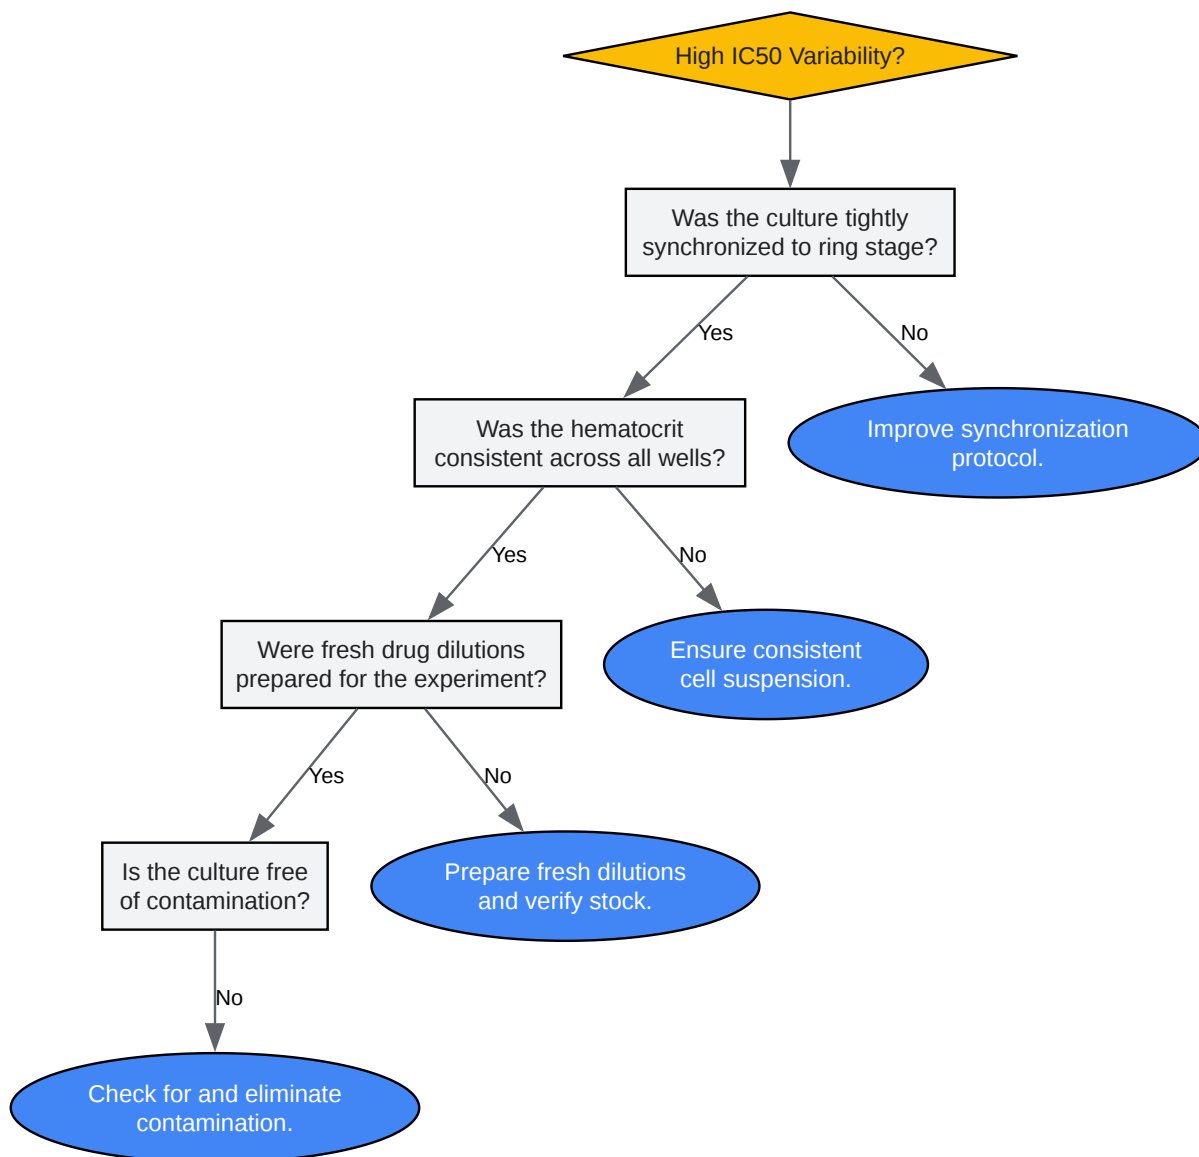 High IC50 Variability?
Was the culture tightly
synchronized to ring stage?
Yes
No
Was the hematocrit
consistent across all wells?
Improve synchronization
protocol.
Yes
No
Were fresh drug dilutions
prepared for the experiment?
Ensure consistent
cell suspension.
Yes
No
Is the culture free
of contamination?
Prepare fresh dilutions
and verify stock.
No
Check for and eliminate
contamination.